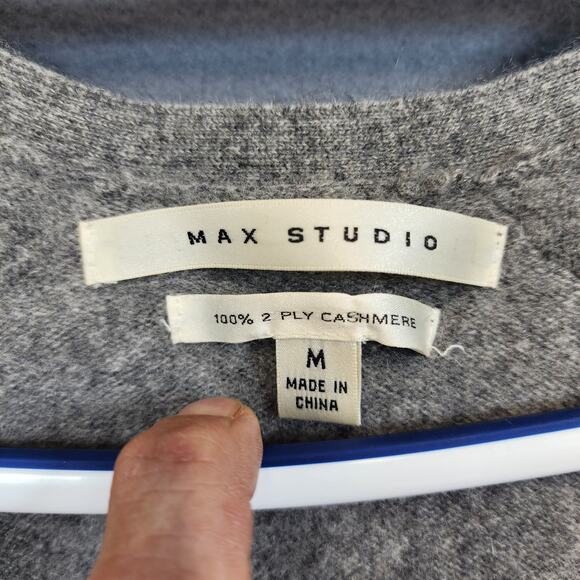 MAX STUDIO
100% 2 PLY CASHMERE
M
MADE IN
CHINA